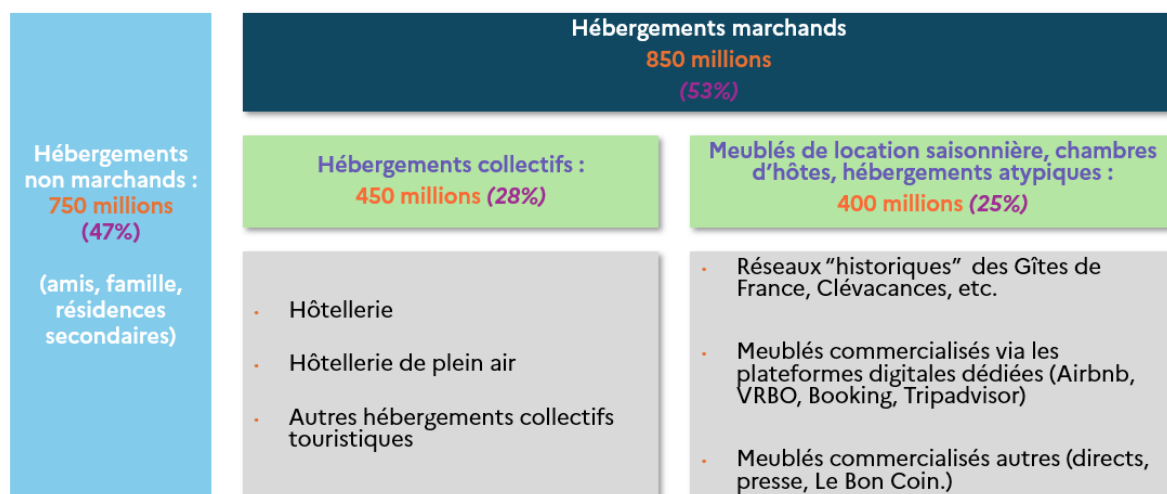 Hébergements marchands
850 millions
(53%)
Hébergements
non marchands :
750 millions
(47%)
(amis, famille,
résidences
secondaires)
Hébergements collectifs :
450 millions (28%)
Meublés de location saisonnière, chambres
d’hôtes, hébergements atypiques :
400 millions (25%)
• Hôtellerie
• Hôtellerie de plein air
• Autres hébergements collectifs
touristiques
• Réseaux “historiques” des Gîtes de
France, Clévacances, etc.
• Meublés commercialisés via les
plateformes digitales dédiées (Airbnb,
VRBO, Booking, Tripadvisor)
• Meublés commercialisés autres (directs,
presse, Le Bon Coin.)